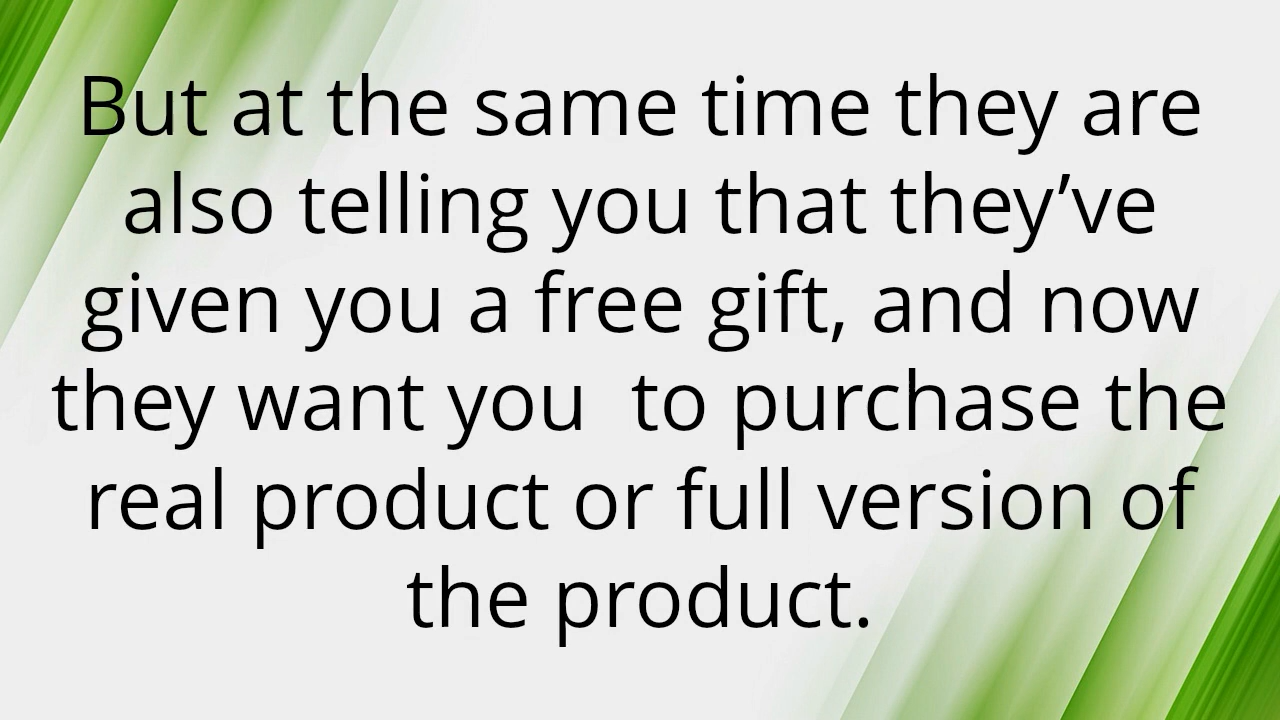 But at the same time they are
also telling you that they’ve
given you a free gift, and now
they want you  to purchase the
real product or full version of
the product.